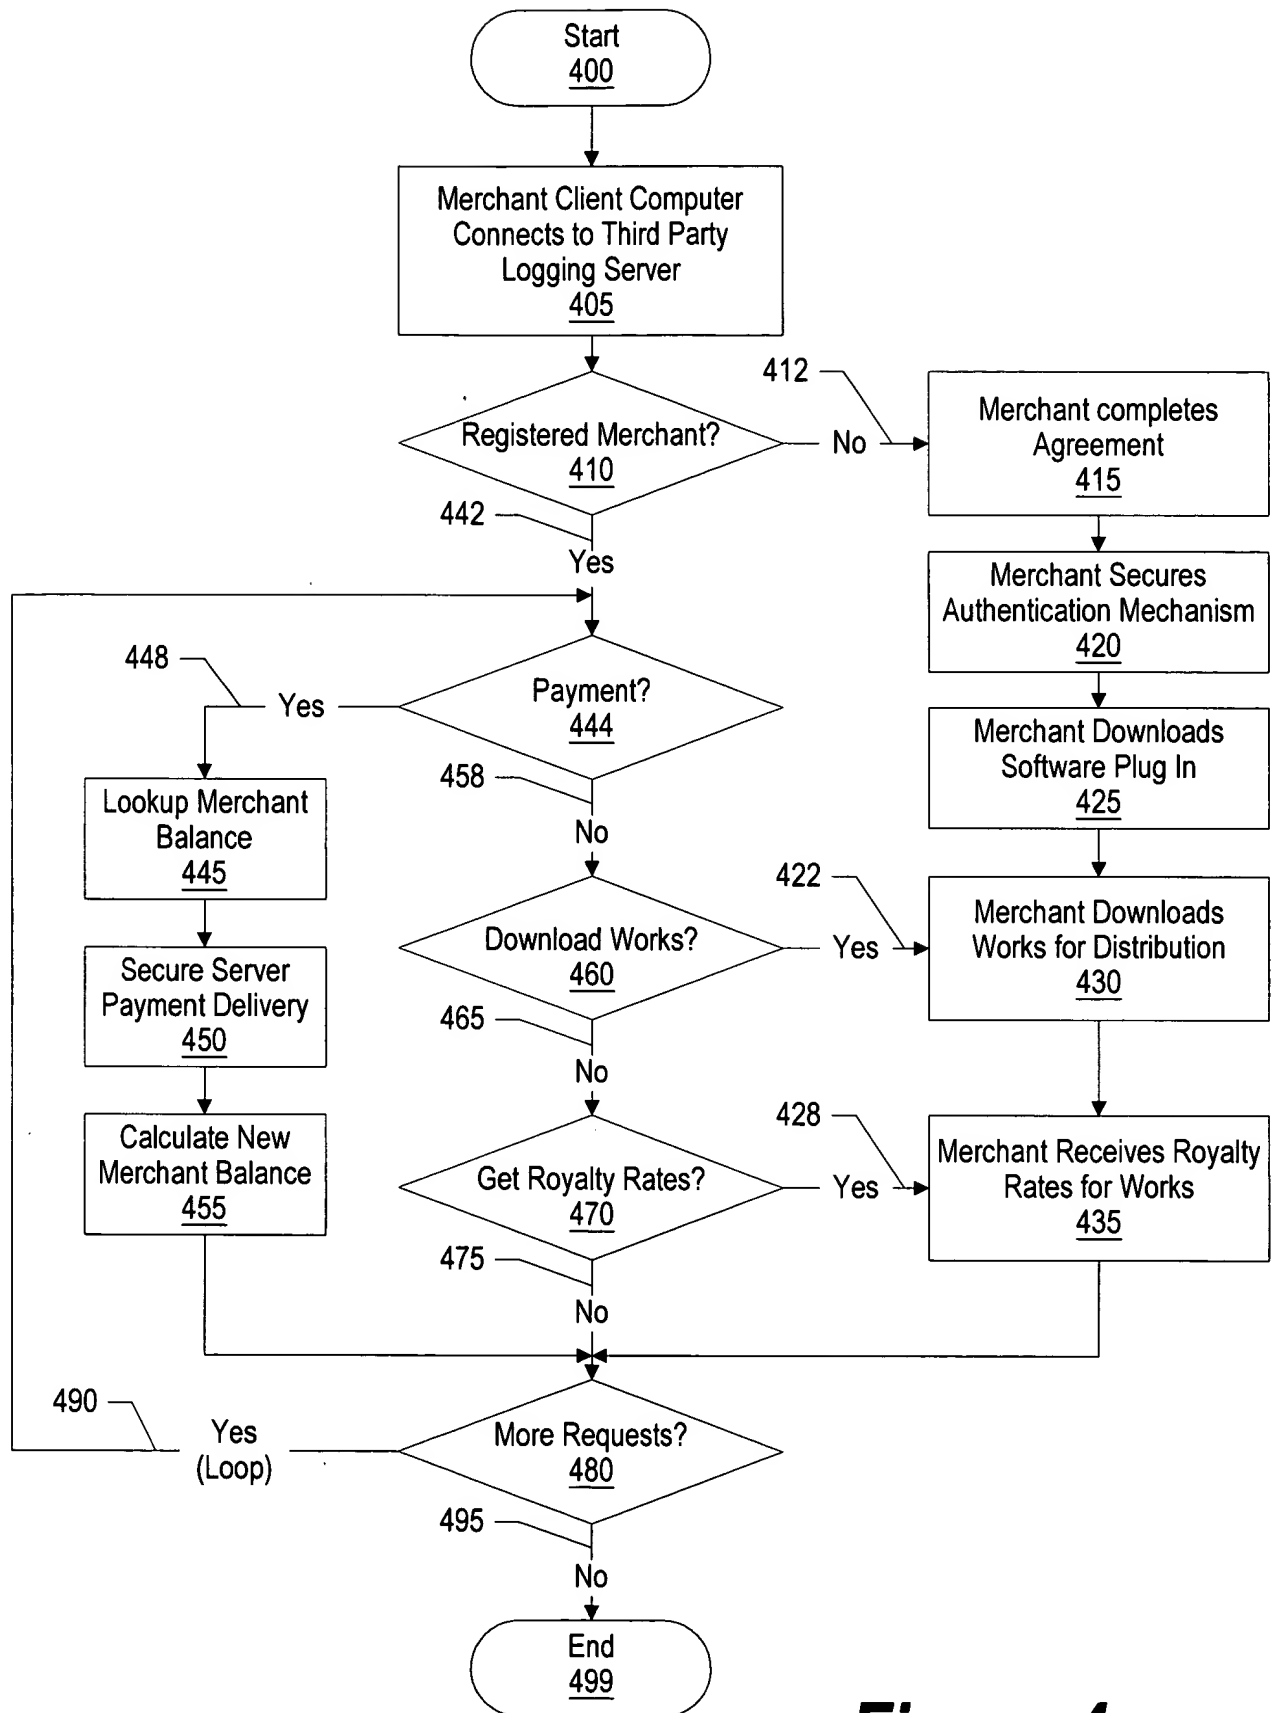 Start
400
Merchant Client Computer
Connects to Third Party
Logging Server
405
412
Registered Merchant?
410
No
Merchant completes
Agreement
415
442
Yes
Merchant Secures
Authentication Mechanism
420
448
Yes
Payment?
444
Merchant Downloads
Software Plug In
425
458
No
Lookup Merchant
Balance
445
422
Download Works?
460
Yes
Merchant Downloads
Works for Distribution
430
Secure Server
Payment Delivery
450
465
No
Calculate New
Merchant Balance
455
428
Get Royalty Rates?
470
Yes
Merchant Receives Royalty
Rates for Works
435
475
No
490
Yes
(Loop)
More Requests?
480
495
No
End
499